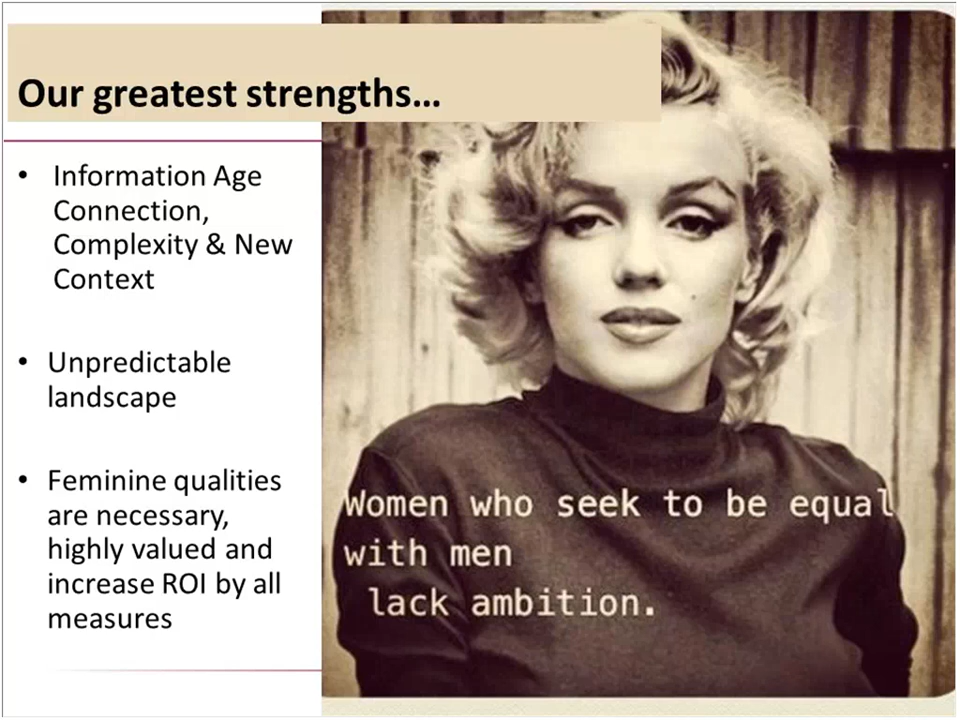 Our greatest strengths...
• Information Age
Connection,
Complexity & New
Context
• Unpredictable
landscape
• Feminine qualities
are necessary,
highly valued and
increase ROI by all
measures
Women who seek to be equal
with men
lack ambition.